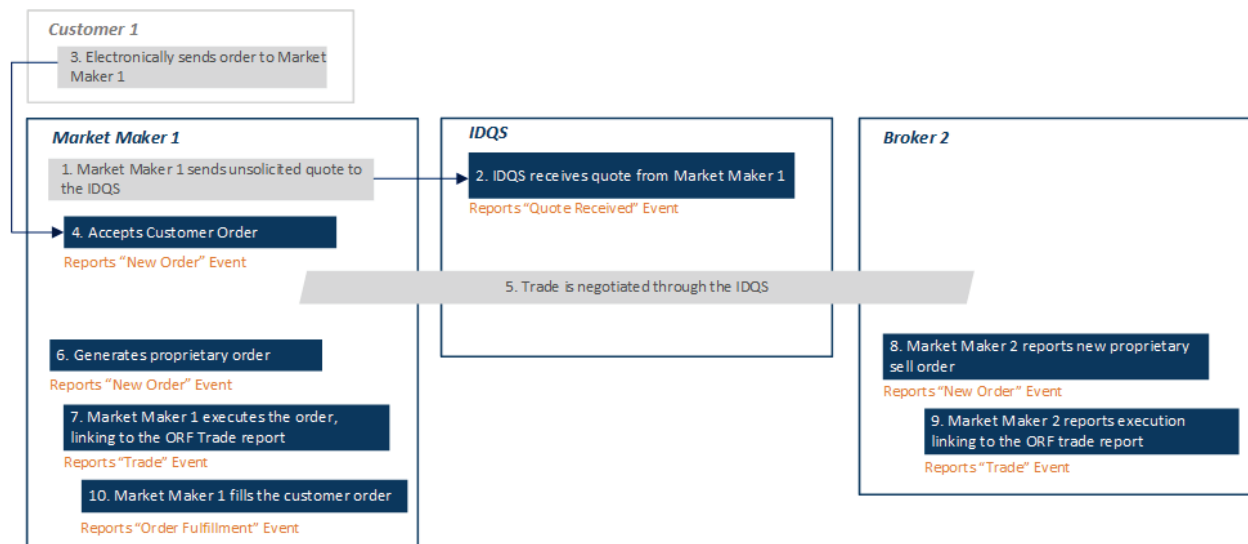 Customer 1
3. Electronically sends order to Market
Maker 1
Market Maker 1
1. Market Maker 1 sends unsolicited quote to
the IDQS
4. Accepts Customer Order
Reports "New Order" Event
IDQS
2. IDQS receives quote from Market Maker 1
Reports "Quote Received" Event
Broker 2
5. Trade is negotiated through the IDQS
6. Generates proprietary order
Reports "New Order" Event
7. Market Maker 1 executes the order,
linking to the ORF Trade report
Reports "Trade" Event
10. Market Maker 1 fills the customer order
Reports "Order Fulfillment" Event
8. Market Maker 2 reports new proprietary
sell order
Reports "New Order" Event
9. Market Maker 2 reports execution
linking to the ORF trade report
Reports "Trade" Event